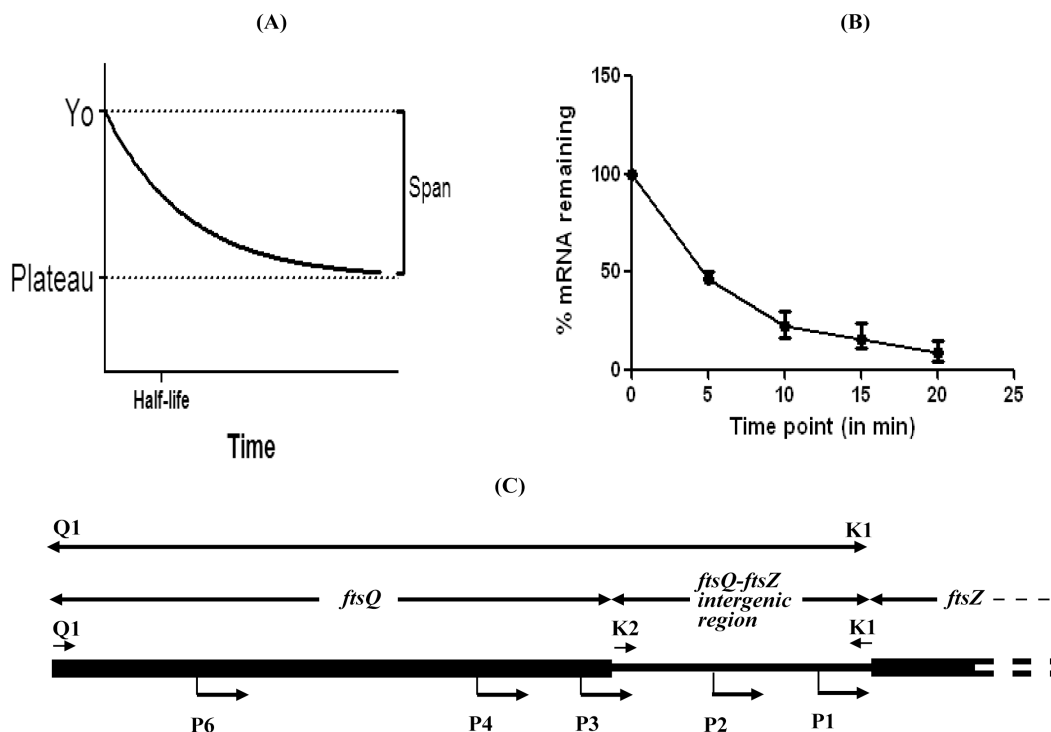 (A)
Yo
Plateau
Span
Half-life
Time
(B)
% mRNA remaining
150
100
50
0
0 5 10 15 20 25
Time point (in min)
(C)
Q1 K1
ftsQ
ftsQ-ftsZ
intergenic
region
ftsZ
Q1 K2 K1
P6 P4 P3 P2 P1